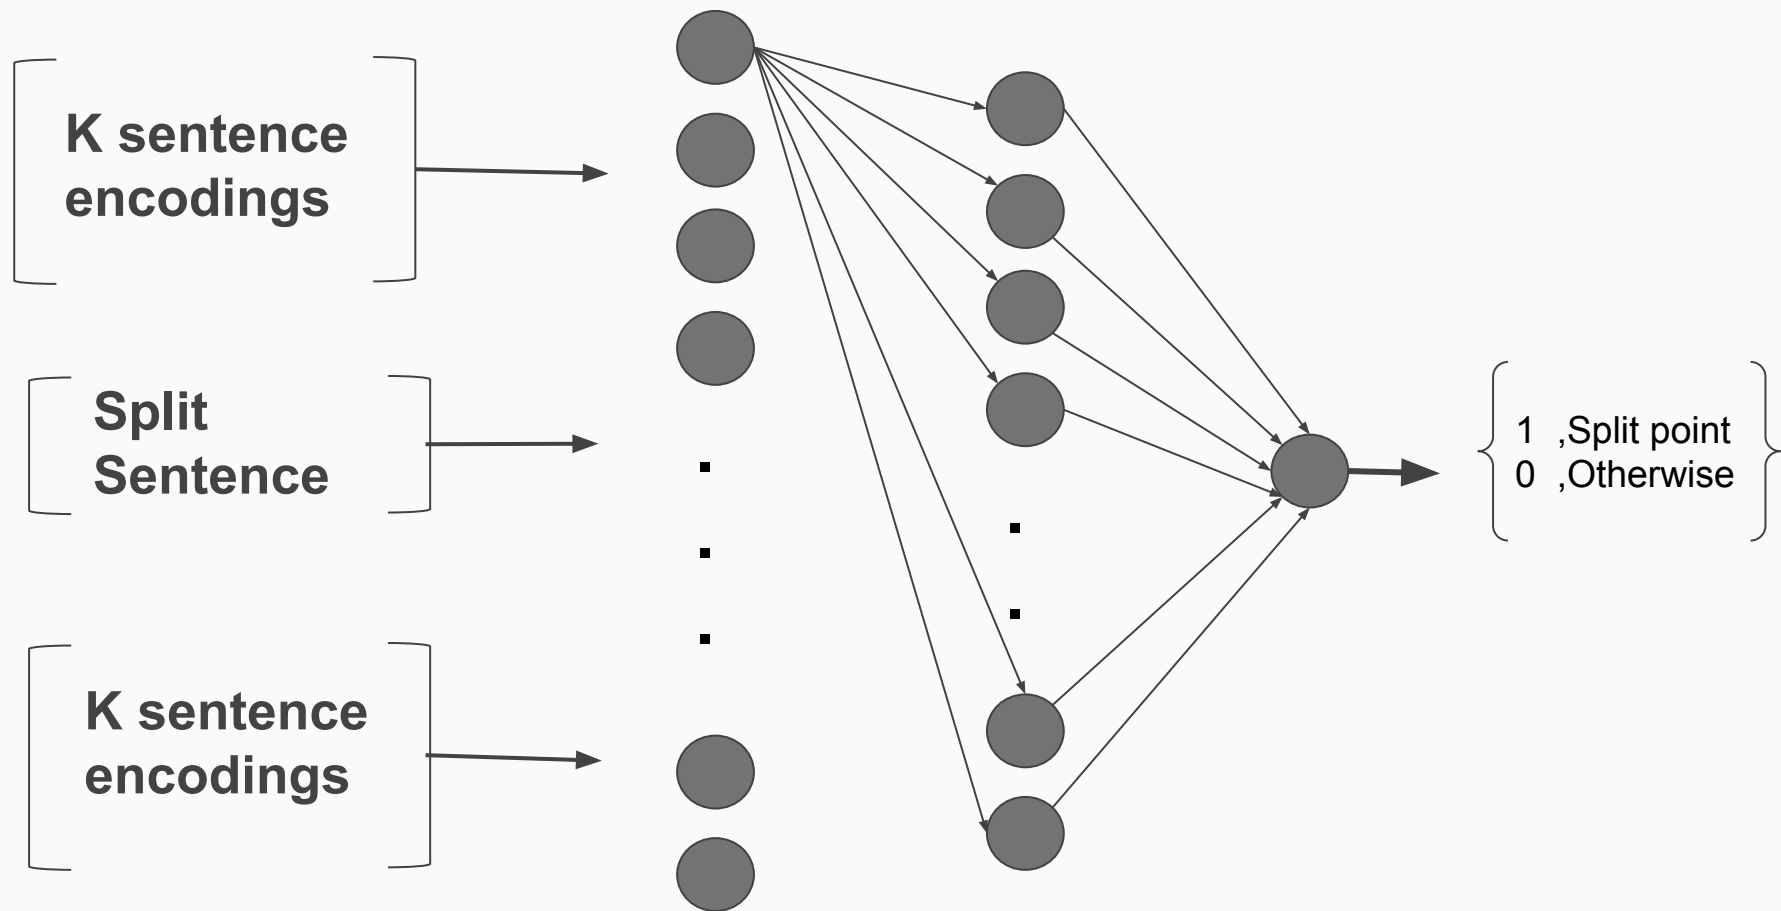 K sentence
encodings
Split
Sentence
K sentence
encodings
1 ,Split point
0 ,Otherwise